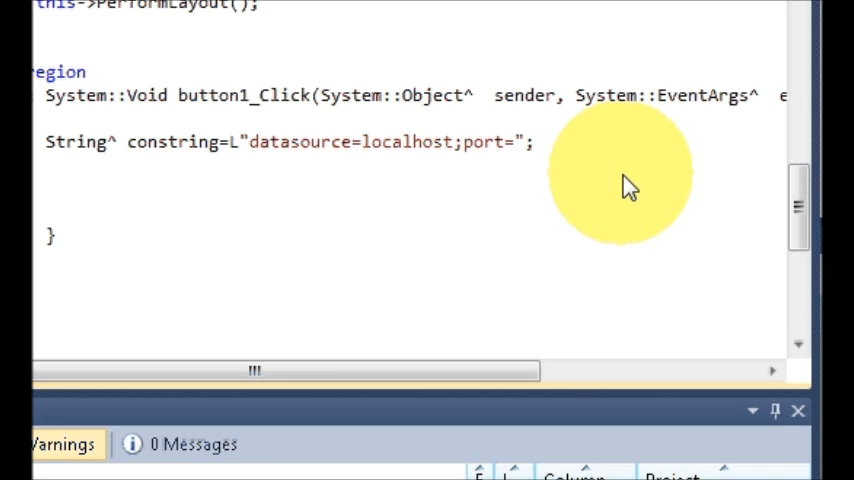 this->PerformLayout();
region
System::Void button1_Click(System::Object^  sender, System::EventArgs^  e
String^ constring=L"datasource=localhost;port=";
}
Warnings
0 Messages
Column
Project